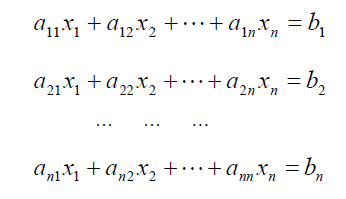 a₁₁x₁ + a₁₂x₂ + ⋯ + a₁ₙxₙ = b₁
a₂₁x₁ + a₂₂x₂ + ⋯ + a₂ₙxₙ = b₂
… … …
aₙ₁x₁ + aₙ₂x₂ + ⋯ + aₙₙxₙ = bₙ